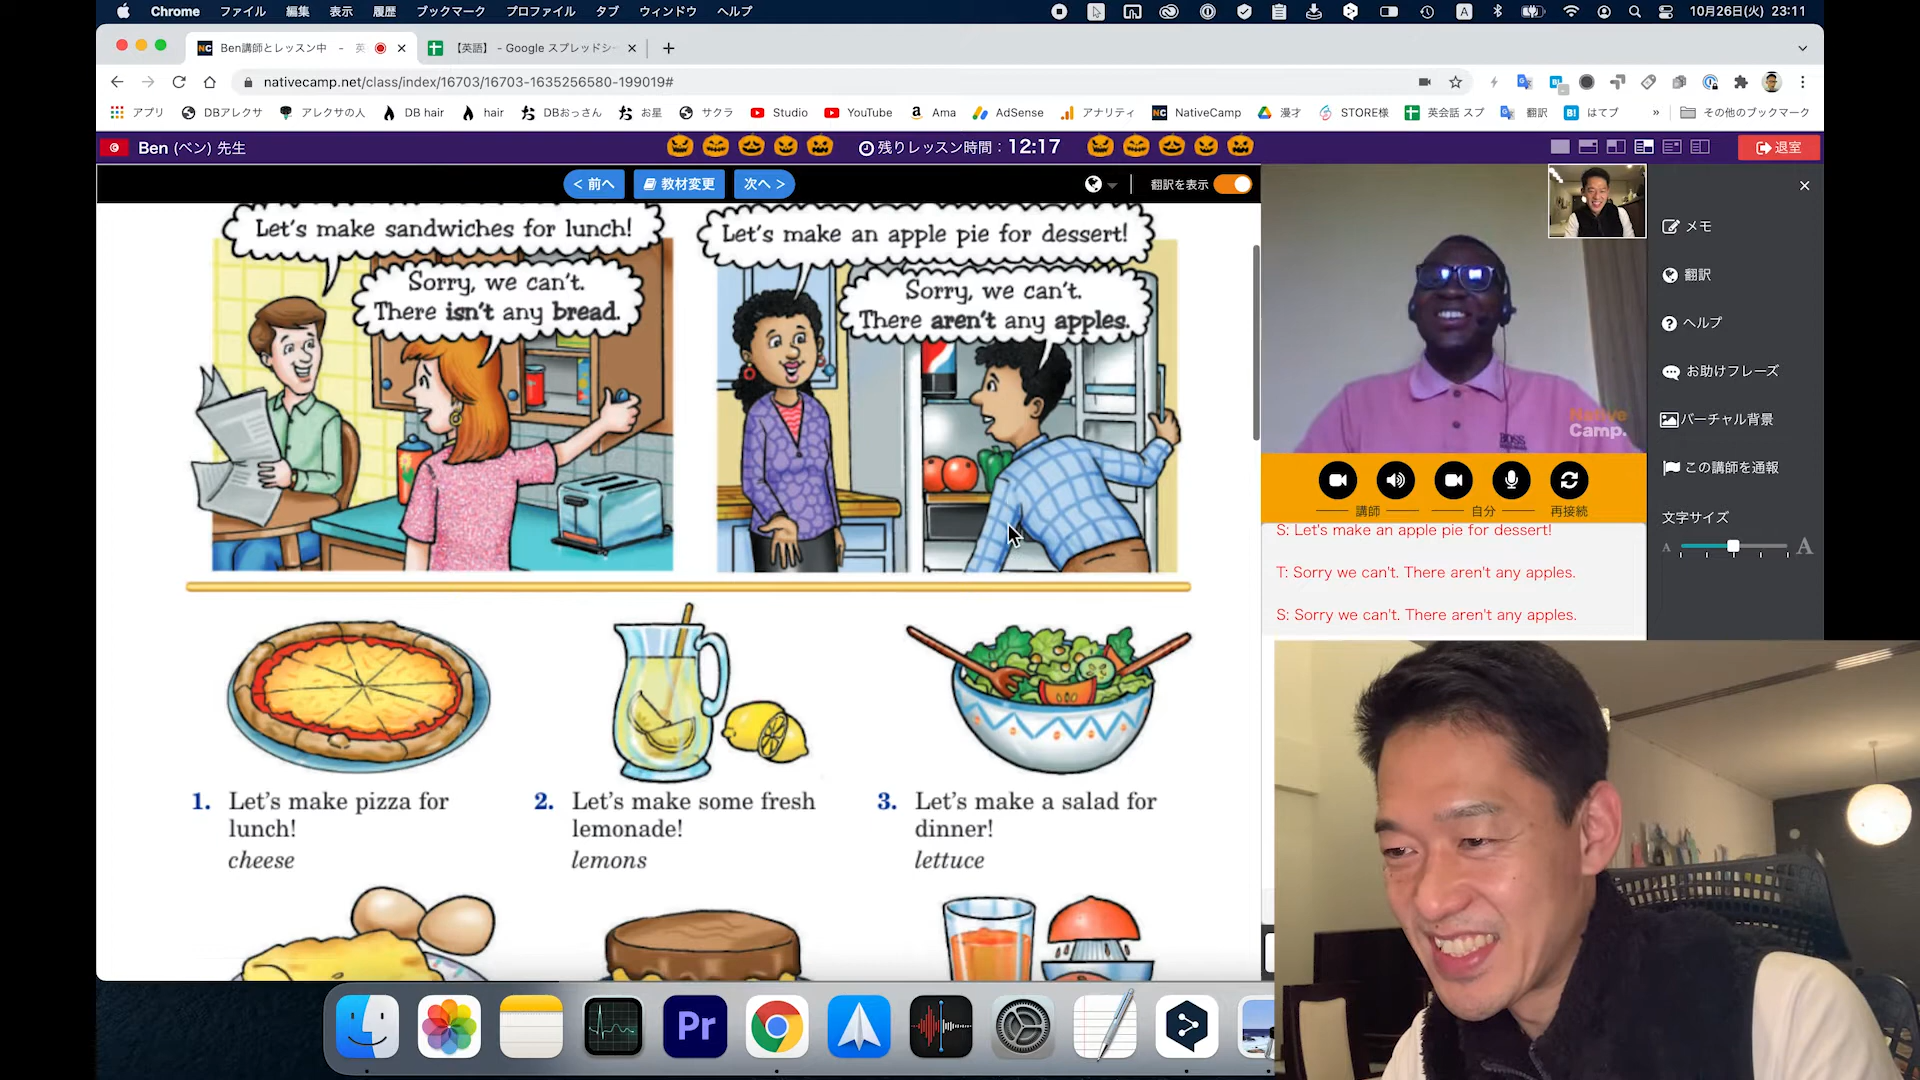 Chrome ファイル 編集 表示 履歴 ブックマーク プロファイル タブ ウィンドウ ヘルプ
A
10月26日(火) 23:11
NC Ben講師とレッスン中 - 英
【英語】 - Google スプレッドシ
nativecamp.net/class/index/16703/16703-1635256580-199019#
アプリ DBアレクサ アレクサの人 DB hair hair DBおっさん お星 サクラ Studio YouTube Ama AdSense アナリティ NC NativeCamp 漫才 STORE様 英会話 スプ 翻訳 B! はてブ » その他のブックマーク
Ben (ベン) 先生
残りレッスン時間 : 12:17
退室
< 前へ
教材変更
次へ >
翻訳を表示
Let's make sandwiches for lunch!
Sorry, we can't.
There isn't any bread.
Let's make an apple pie for dessert!
Sorry, we can't.
There aren't any apples.
1. Let's make pizza for
lunch!
cheese
2. Let's make some fresh
lemonade!
lemons
3. Let's make a salad for
dinner!
lettuce
Native
Camp.
BOSS
講師
自分
再接続
S: Let's make an apple pie for dessert!
T: Sorry we can't. There aren't any apples.
S: Sorry we can't. There aren't any apples.
メモ
翻訳
ヘルプ
お助けフレーズ
バーチャル背景
この講師を通報
文字サイズ
A A
Pr